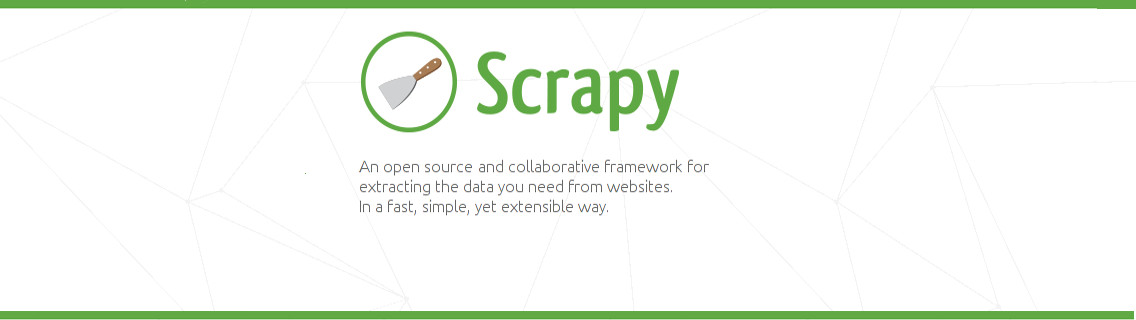 Scrapy
An open source and collaborative framework for
extracting the data you need from websites.
In a fast, simple, yet extensible way.